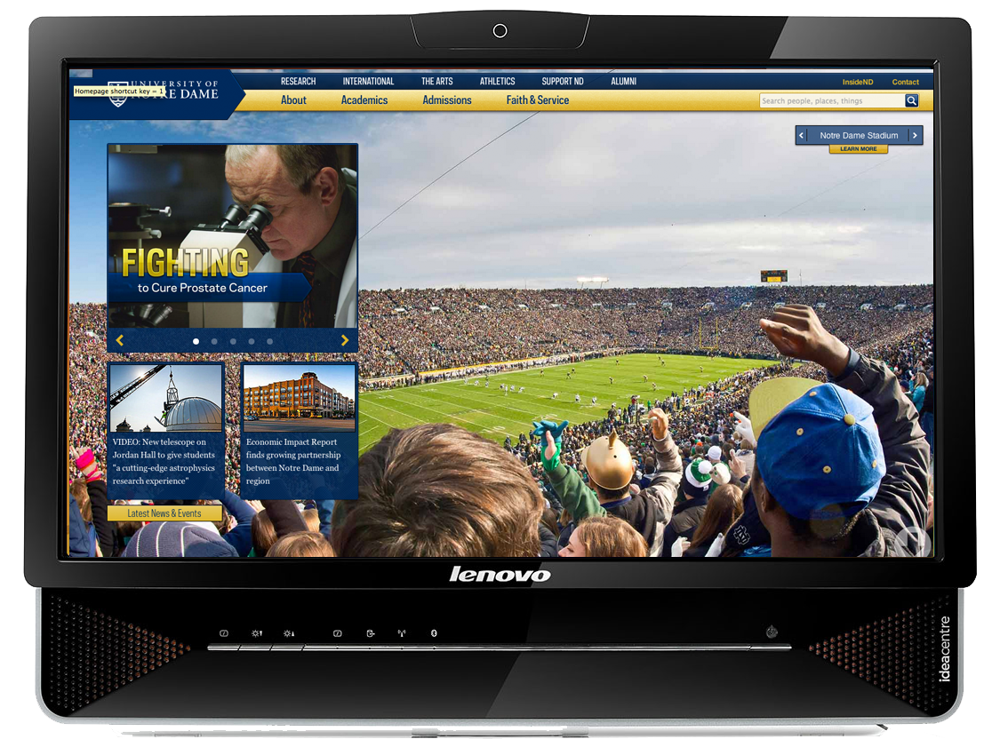 RESEARCH INTERNATIONAL THE ARTS ATHLETICS SUPPORT ND ALUMNI
InsideND Contact
UNIVERSITY OF
NOTRE DAME
Homepage shortcut key = 1
About Academics Admissions Faith & Service
Search people, places, things
Notre Dame Stadium
LEARN MORE
FIGHTING
to Cure Prostate Cancer
VIDEO: New telescope on
Jordan Hall to give students
"a cutting-edge astrophysics
research experience"
Economic Impact Report
finds growing partnership
between Notre Dame and
region
Latest News & Events
lenovo
ideacentre